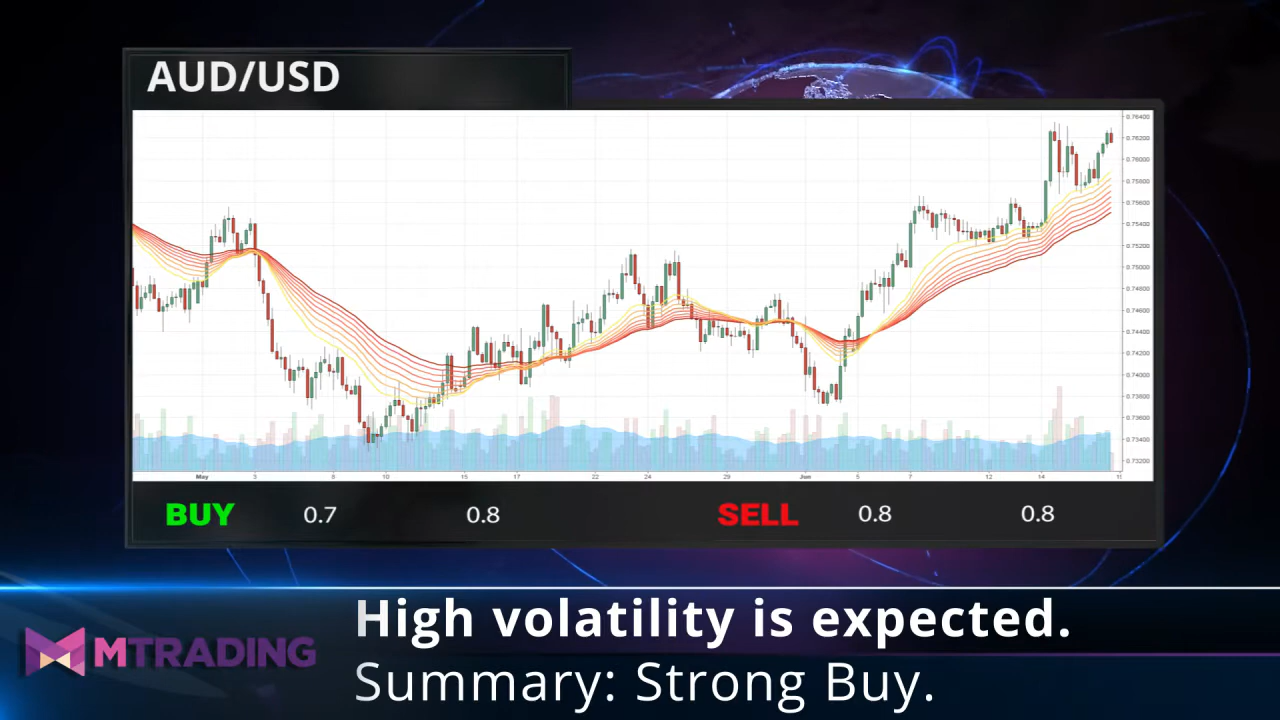 AUD/USD
0.76400
0.76200
0.76000
0.75800
0.75600
0.75400
0.75200
0.75000
0.74800
0.74600
0.74400
0.74200
0.74000
0.73800
0.73600
0.73400
0.73200
May 3 8 10 15 17 22 24 29 Jun 5 7 12 14 11
BUY 0.7 0.8 SELL 0.8 0.8
High volatility is expected.
MTRADING
Summary: Strong Buy.